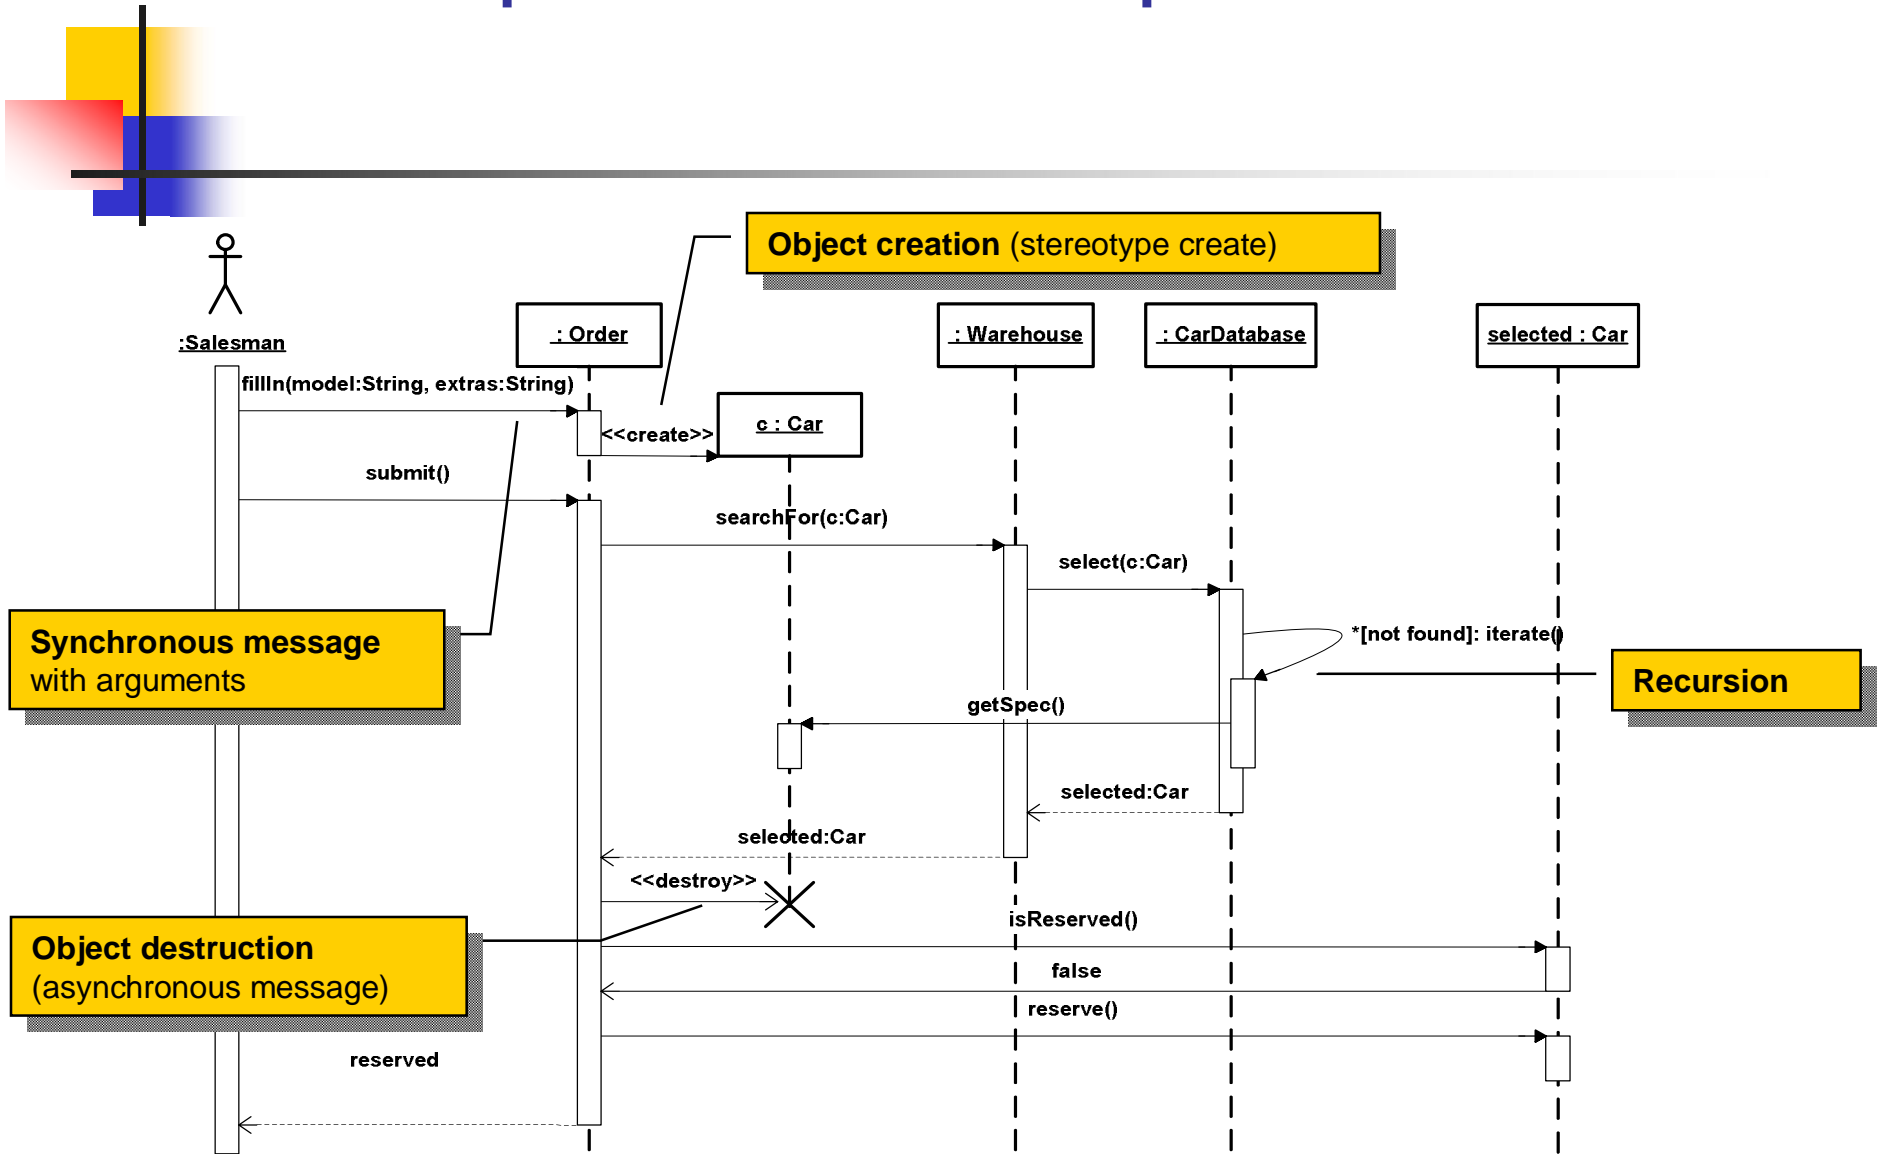 Object creation (stereotype create)
:Salesman
: Order
: Warehouse
: CarDatabase
selected : Car
fillIn(model:String, extras:String)
c : Car
<<create>>
submit()
searchFor(c:Car)
select(c:Car)
*[not found]: iterate()
Synchronous message
with arguments
Recursion
getSpec()
selected:Car
selected:Car
<<destroy>>
isReserved()
Object destruction
(asynchronous message)
false
reserve()
reserved